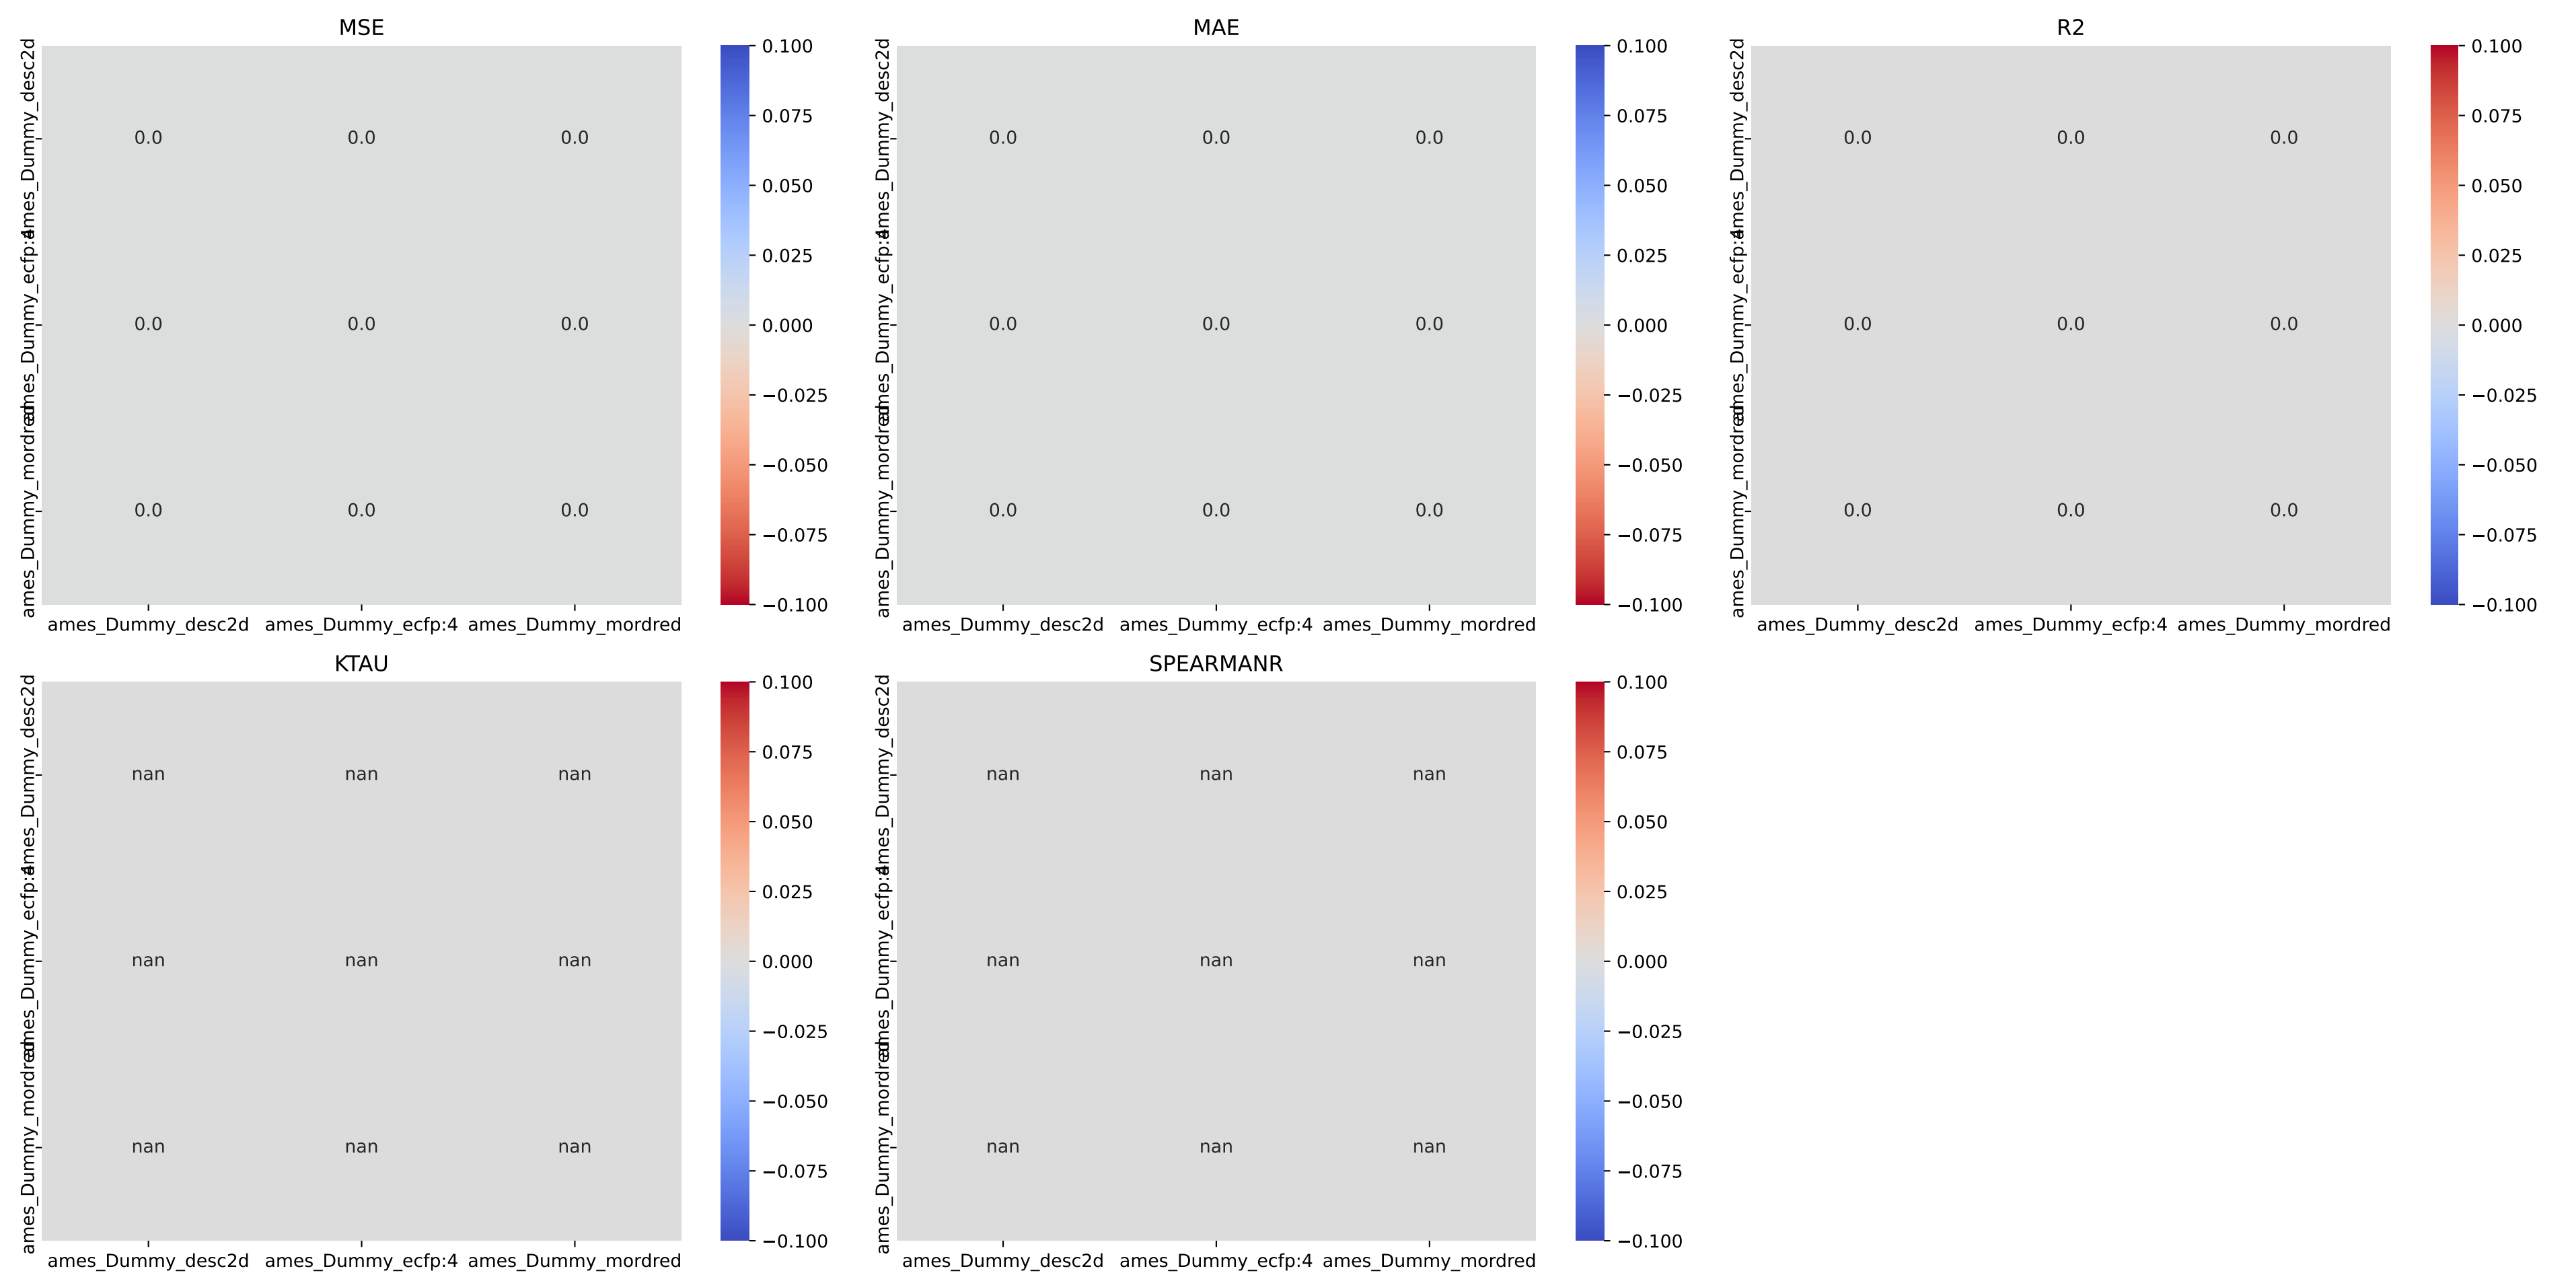 MSE
ames_Dummy_desc2d
ames_Dummy_ecfp:4
ames_Dummy_mordred
0.0 0.0 0.0
0.0 0.0 0.0
0.0 0.0 0.0
ames_Dummy_desc2d ames_Dummy_ecfp:4 ames_Dummy_mordred
0.100
0.075
0.050
0.025
0.000
−0.025
−0.050
−0.075
−0.100
MAE
ames_Dummy_desc2d
ames_Dummy_ecfp:4
ames_Dummy_mordred
0.0 0.0 0.0
0.0 0.0 0.0
0.0 0.0 0.0
ames_Dummy_desc2d ames_Dummy_ecfp:4 ames_Dummy_mordred
0.100
0.075
0.050
0.025
0.000
−0.025
−0.050
−0.075
−0.100
R2
ames_Dummy_desc2d
ames_Dummy_ecfp:4
ames_Dummy_mordred
0.0 0.0 0.0
0.0 0.0 0.0
0.0 0.0 0.0
ames_Dummy_desc2d ames_Dummy_ecfp:4 ames_Dummy_mordred
0.100
0.075
0.050
0.025
0.000
−0.025
−0.050
−0.075
−0.100
KTAU
ames_Dummy_desc2d
ames_Dummy_ecfp:4
ames_Dummy_mordred
nan nan nan
nan nan nan
nan nan nan
ames_Dummy_desc2d ames_Dummy_ecfp:4 ames_Dummy_mordred
0.100
0.075
0.050
0.025
0.000
−0.025
−0.050
−0.075
−0.100
SPEARMANR
ames_Dummy_desc2d
ames_Dummy_ecfp:4
ames_Dummy_mordred
nan nan nan
nan nan nan
nan nan nan
ames_Dummy_desc2d ames_Dummy_ecfp:4 ames_Dummy_mordred
0.100
0.075
0.050
0.025
0.000
−0.025
−0.050
−0.075
−0.100